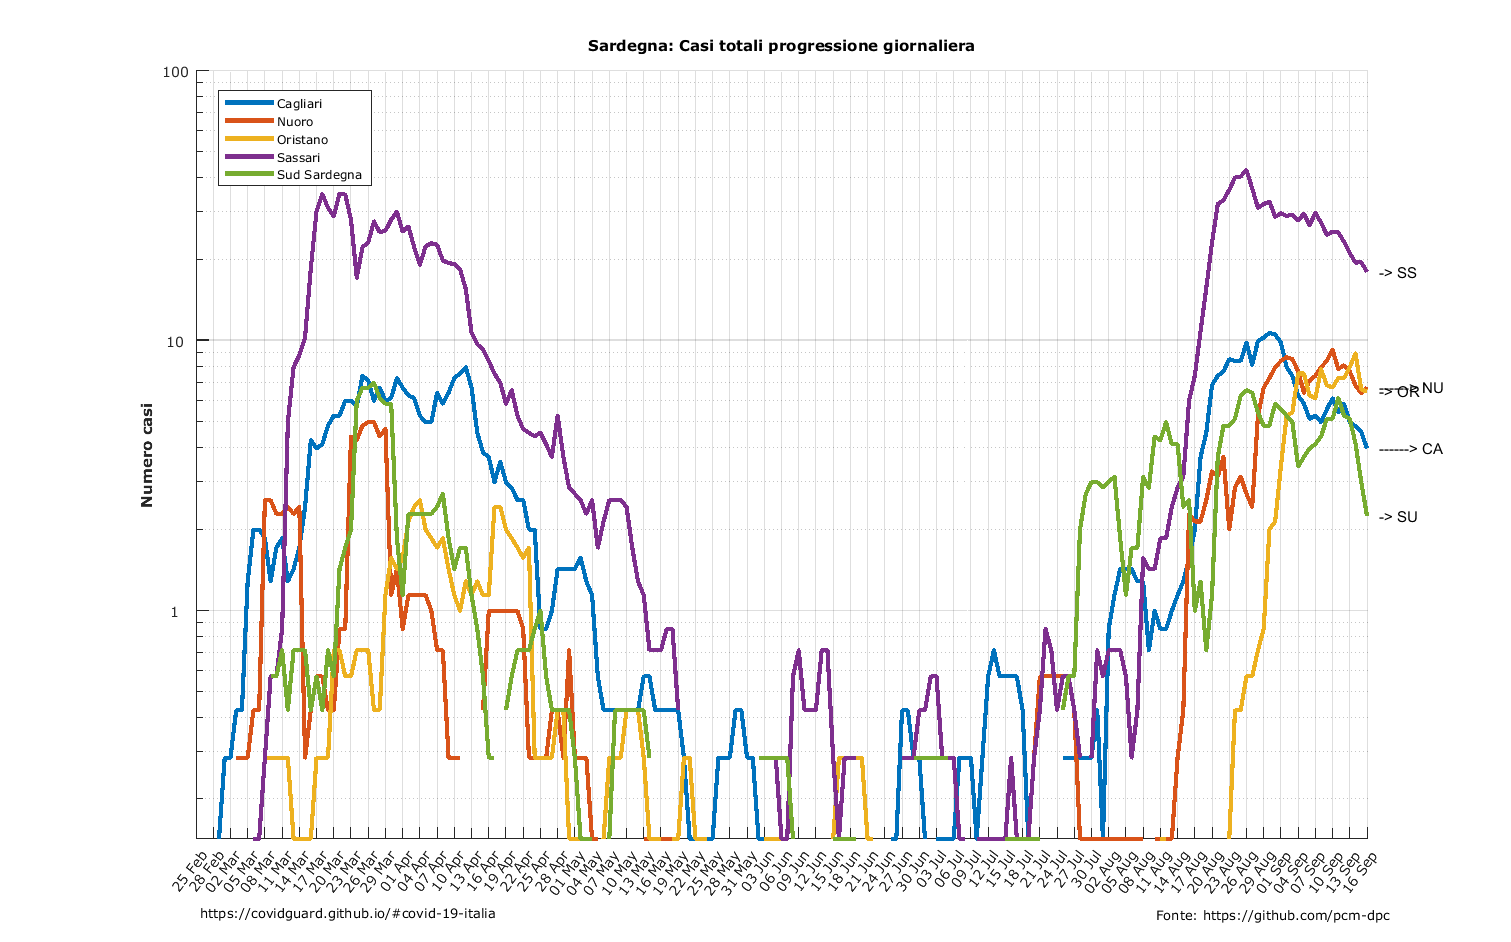 Sardegna: Casi totali progressione giornaliera
100
10
1
Numero casi
Cagliari
Nuoro
Oristano
Sassari
Sud Sardegna
-> SS
------> NU
-> OR
------> CA
-> SU
25 Feb
28 Feb
02 Mar
05 Mar
08 Mar
11 Mar
14 Mar
17 Mar
20 Mar
23 Mar
26 Mar
29 Mar
01 Apr
04 Apr
07 Apr
10 Apr
13 Apr
16 Apr
19 Apr
22 Apr
25 Apr
28 Apr
01 May
04 May
07 May
10 May
13 May
16 May
19 May
22 May
25 May
28 May
31 May
03 Jun
06 Jun
09 Jun
12 Jun
15 Jun
18 Jun
21 Jun
24 Jun
27 Jun
30 Jun
03 Jul
06 Jul
09 Jul
12 Jul
15 Jul
18 Jul
21 Jul
24 Jul
27 Jul
30 Jul
02 Aug
05 Aug
08 Aug
11 Aug
14 Aug
17 Aug
20 Aug
23 Aug
26 Aug
29 Aug
01 Sep
04 Sep
07 Sep
10 Sep
13 Sep
16 Sep
https://covidguard.github.io/#covid-19-italia
Fonte: https://github.com/pcm-dpc